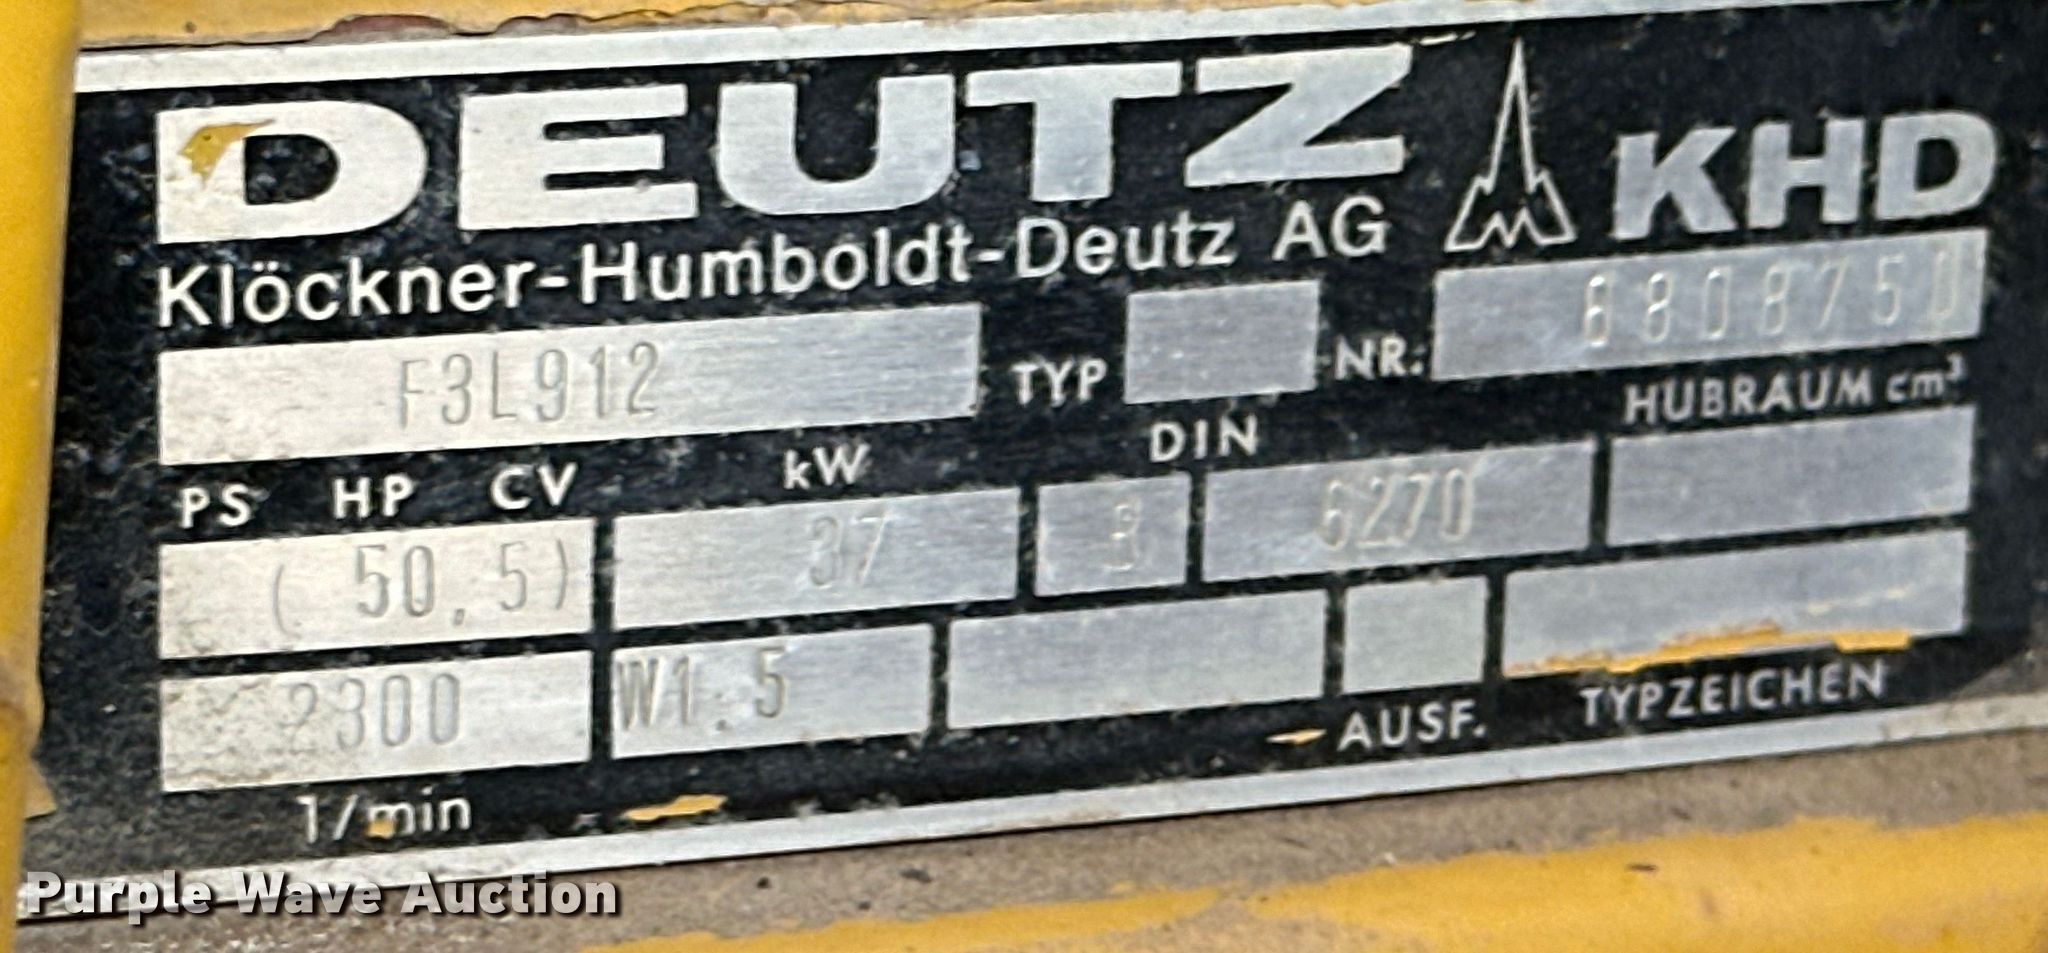 DEUTZ KHD
Klöckner-Humboldt-Deutz AG
F3L912 TYP NR: 6808750
PS HP CV kW DIN HUBRAUM cm³
( 50,5) 37 B 6270
2300 W1.5
1/min AUSF. TYPZEICHEN
Purple Wave Auction